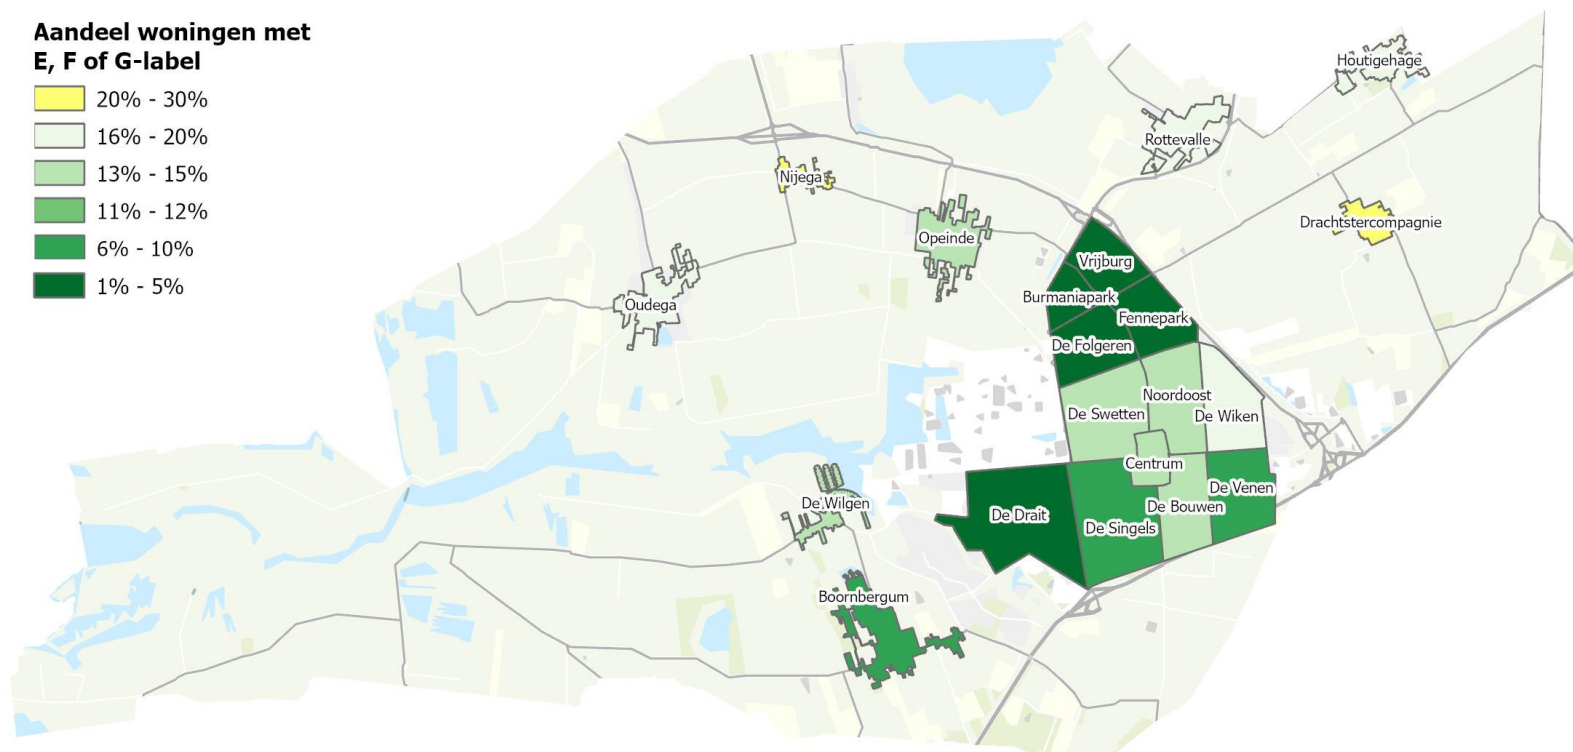 Aandeel woningen met
E, F of G-label
20% - 30%
16% - 20%
13% - 15%
11% - 12%
6% - 10%
1% - 5%
Houtigehage
Rottevalle
Nijega
Drachtstercompagnie
Opeinde
Vrijburg
Burmaniapark
Oudega
Fennepark
De Folgeren
Noordoost
De Swetten
De Wiken
Centrum
De Venen
De Wilgen
De Bouwen
De Drait
De Singels
Boornbergum